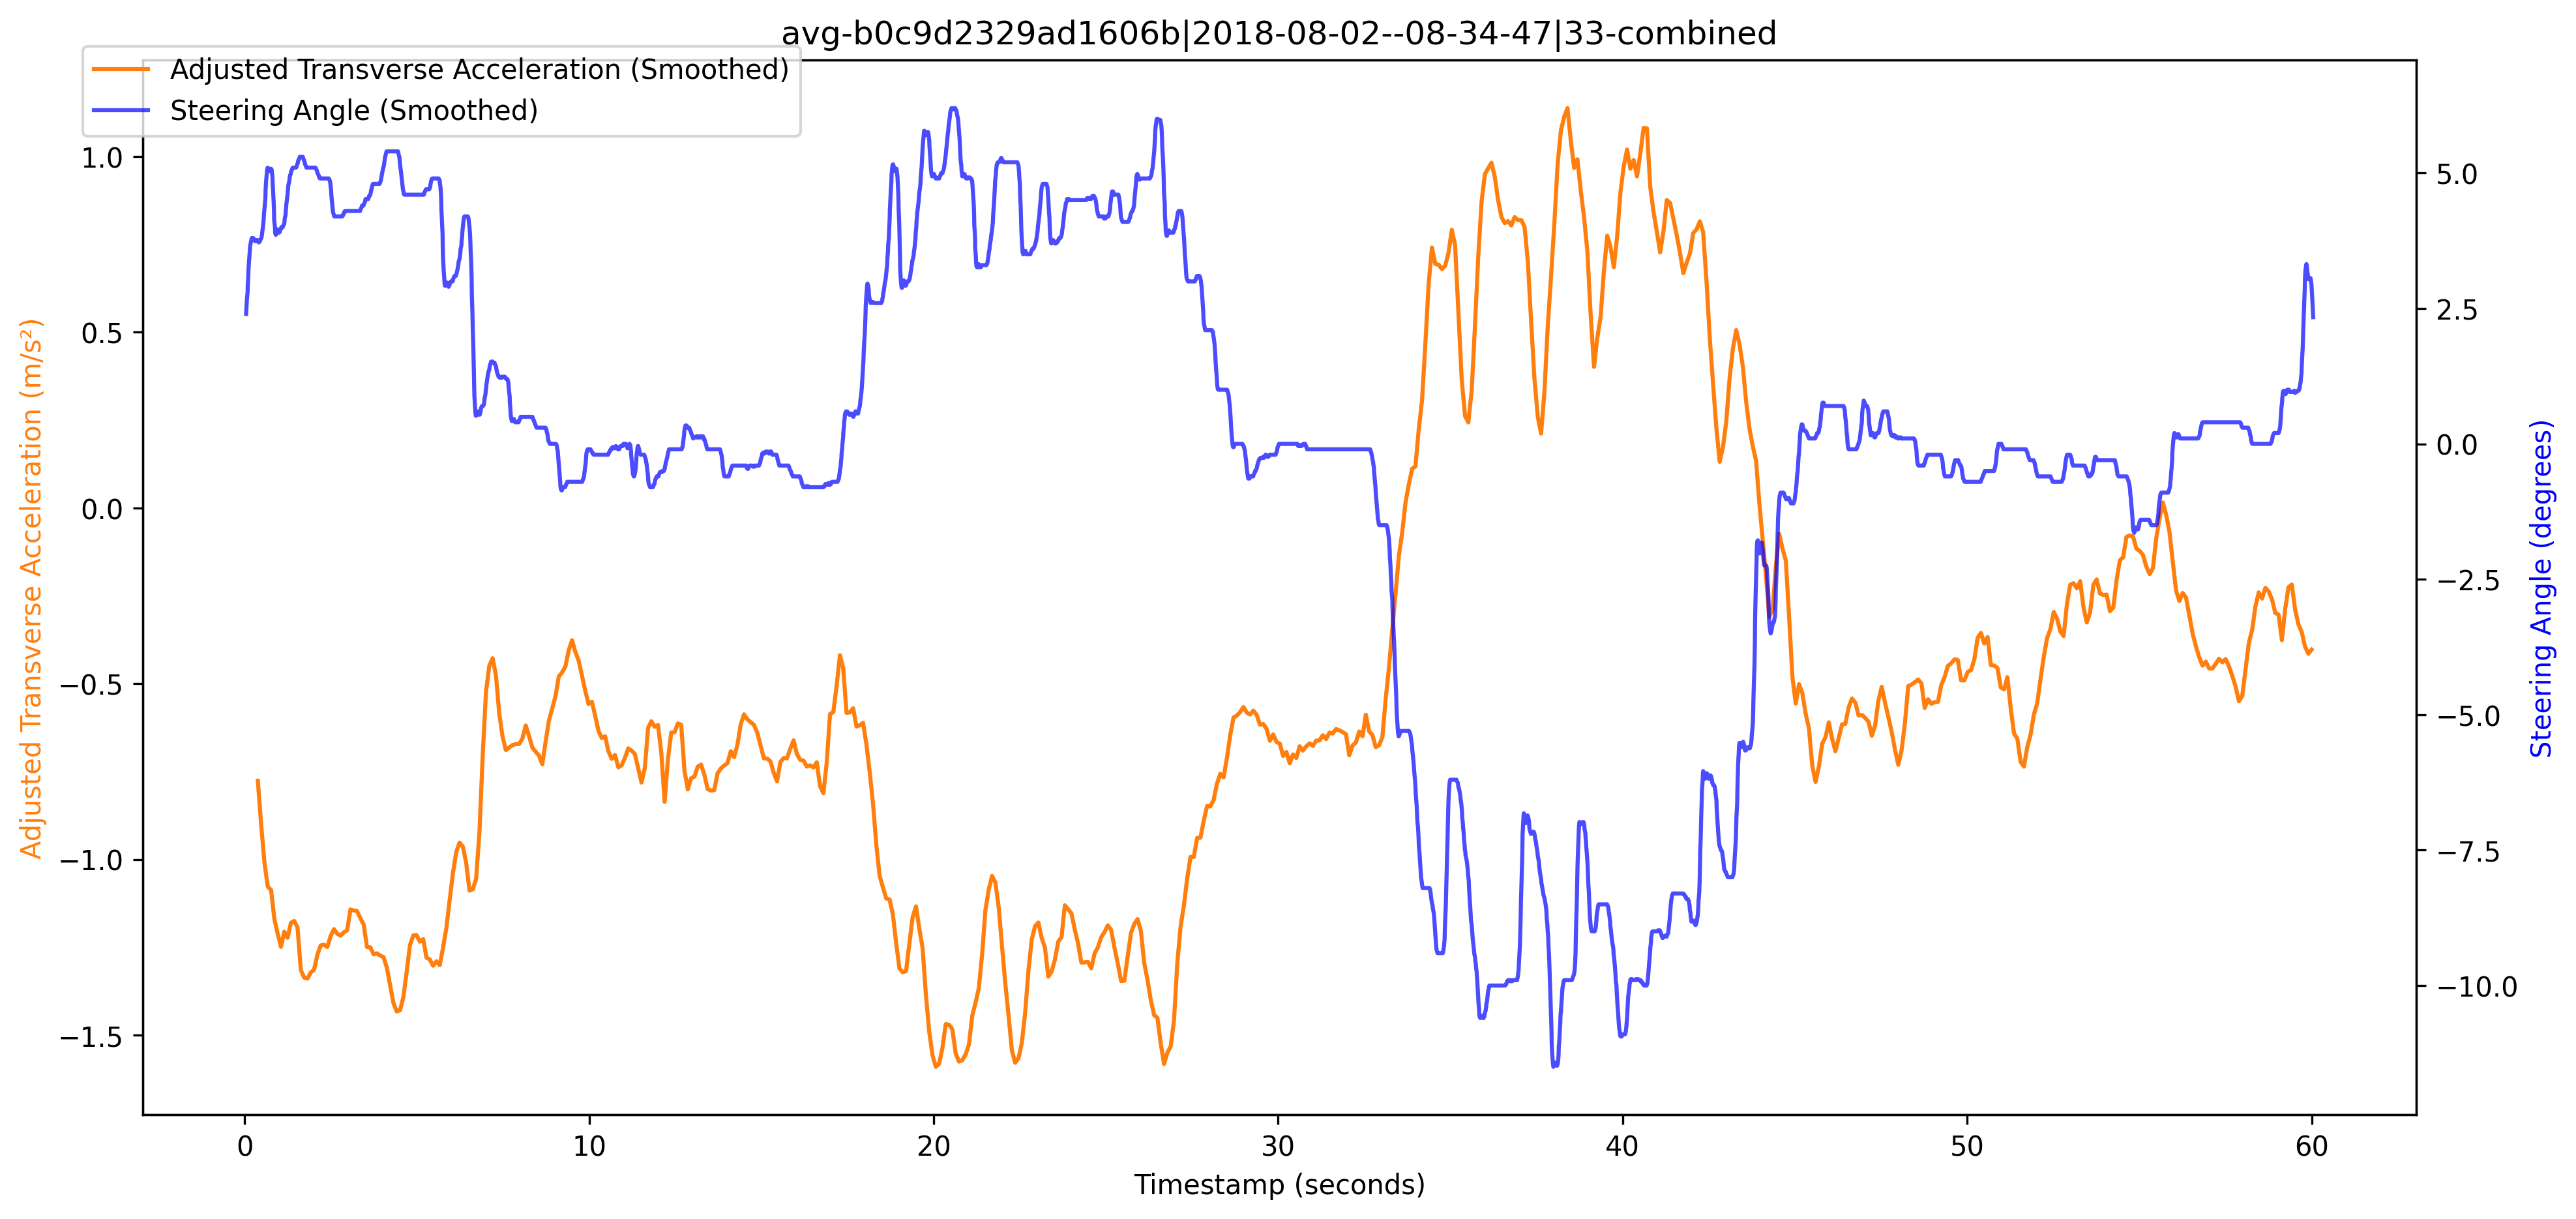 avg-b0c9d2329ad1606b|2018-08-02--08-34-47|33-combined
Adjusted Transverse Acceleration (Smoothed)
Steering Angle (Smoothed)
Adjusted Transverse Acceleration (m/s²)
1.0
0.5
0.0
−0.5
−1.0
−1.5
5.0
2.5
0.0
−2.5
−5.0
−7.5
−10.0
Steering Angle (degrees)
0 10 20 30 40 50 60
Timestamp (seconds)